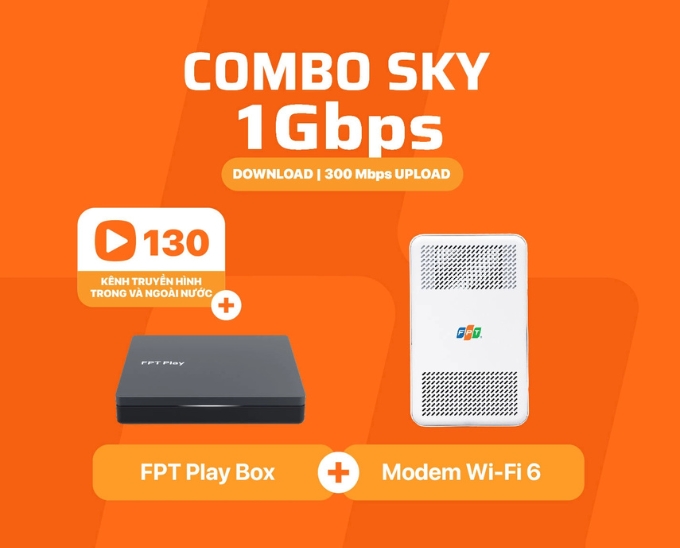 COMBO SKY
1Gbps
DOWNLOAD | 300 Mbps UPLOAD
130
KÊNH TRUYỀN HÌNH
TRONG VÀ NGOÀI NƯỚC
+
FPT Play
FPT
FPT Play Box
+
Modem Wi-Fi 6